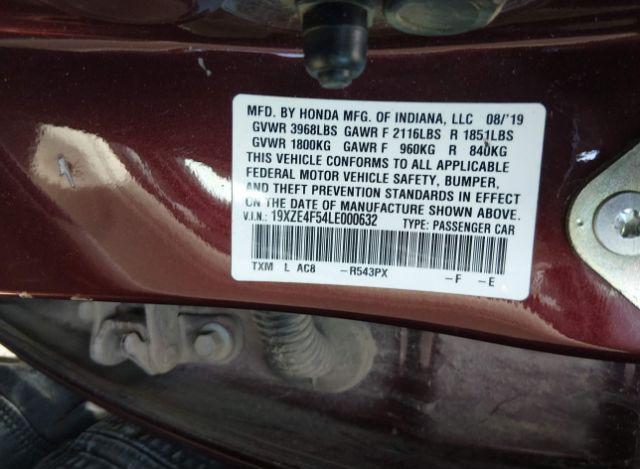 MFD. BY HONDA MFG. OF INDIANA, LLC 08/'19
GVWR 3968LBS GAWR F 2116LBS R 1851LBS
GVWR 1800KG GAWR F 960KG R 840KG
THIS VEHICLE CONFORMS TO ALL APPLICABLE
FEDERAL MOTOR VEHICLE SAFETY, BUMPER,
AND THEFT PREVENTION STANDARDS IN EFFECT
ON THE DATE OF MANUFACTURE SHOWN ABOVE.
V.I.N.: 19XZE4F54LE000632 TYPE: PASSENGER CAR
TXM L AC8 -R543PX -F -E